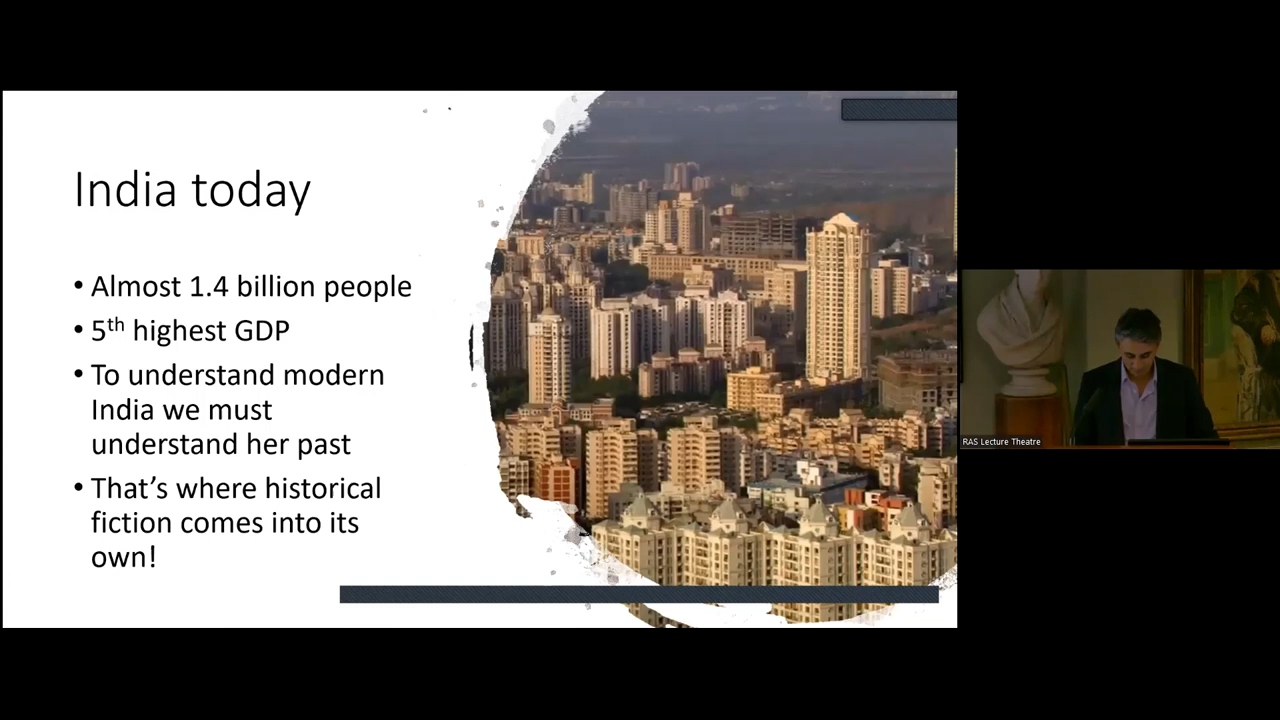 India today
• Almost 1.4 billion people
• 5th highest GDP
• To understand modern
India we must
understand her past
• That's where historical
fiction comes into its
own!
RAS Lecture Theatre